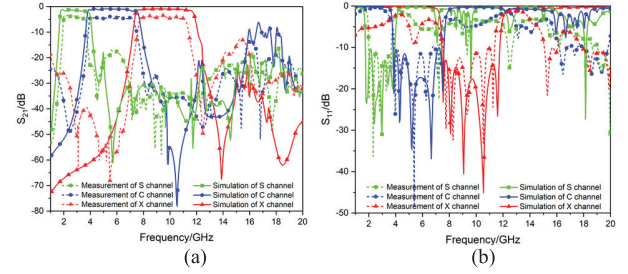 0
-10
-20
-30
-40
-50
-60
-70
-80
S21/dB
Measurement of S channel
Simulation of S channel
Measurement of C channel
Simulation of C channel
Measurement of X channel
Simulation of X channel
2 4 6 8 10 12 14 16 18 20
Frequency/GHz
(a)
0
-10
-20
-30
-40
-50
S11/dB
Measurement of S channel
Simulation of S channel
Measurement of C channel
Simulation of C channel
Measurement of X channel
Simulation of X channel
2 4 6 8 10 12 14 16 18 20
Frequency/GHz
(b)